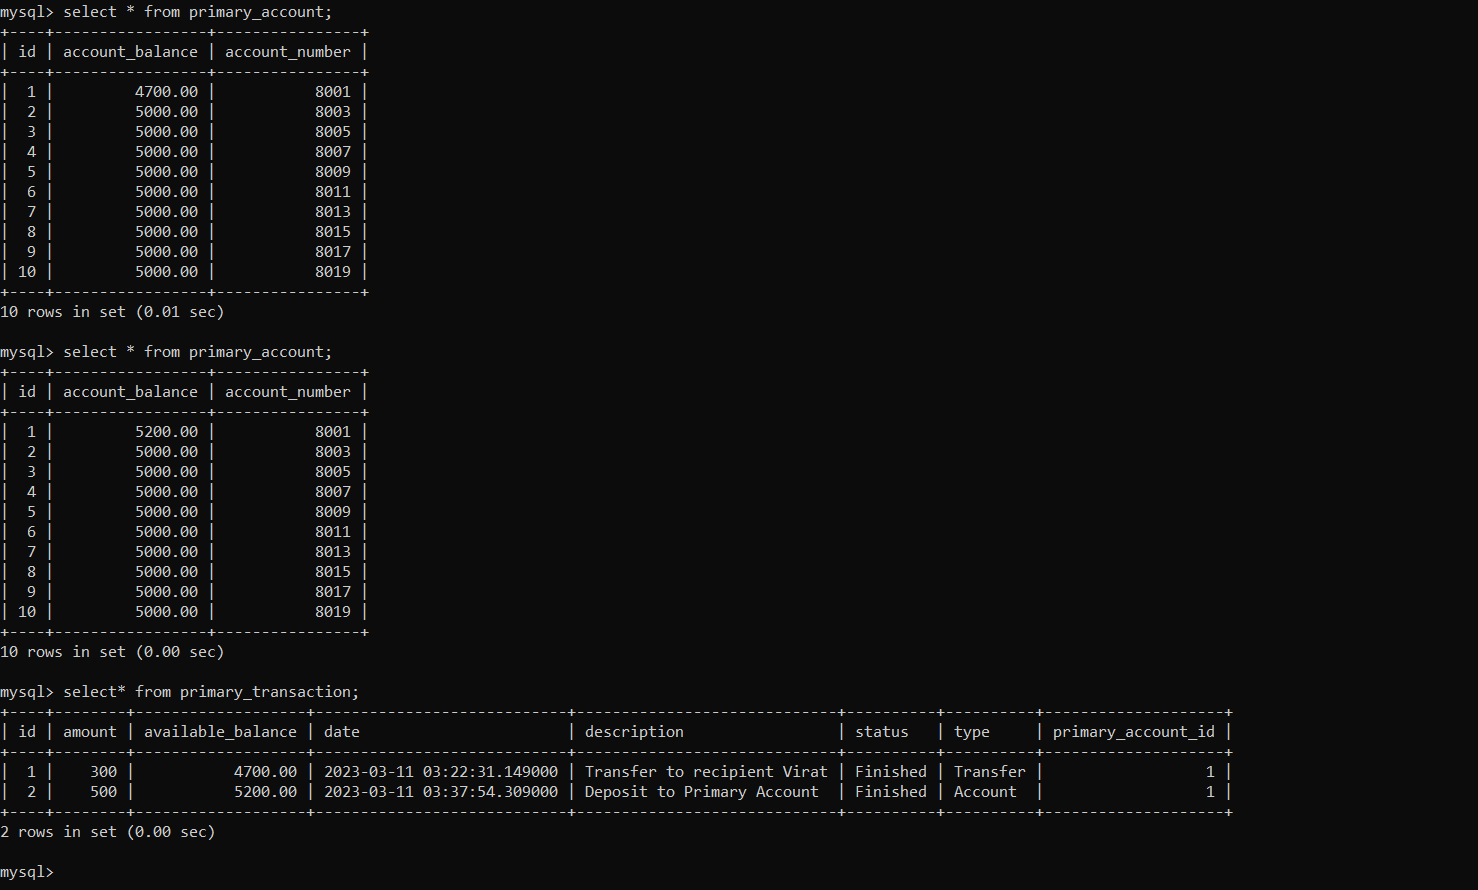 mysql> select * from primary_account;
+----+-----------------+----------------+
| id | account_balance | account_number |
+----+-----------------+----------------+
|  1 |         4700.00 |           8001 |
|  2 |         5000.00 |           8003 |
|  3 |         5000.00 |           8005 |
|  4 |         5000.00 |           8007 |
|  5 |         5000.00 |           8009 |
|  6 |         5000.00 |           8011 |
|  7 |         5000.00 |           8013 |
|  8 |         5000.00 |           8015 |
|  9 |         5000.00 |           8017 |
| 10 |         5000.00 |           8019 |
+----+-----------------+----------------+
10 rows in set (0.01 sec)

mysql> select * from primary_account;
+----+-----------------+----------------+
| id | account_balance | account_number |
+----+-----------------+----------------+
|  1 |         5200.00 |           8001 |
|  2 |         5000.00 |           8003 |
|  3 |         5000.00 |           8005 |
|  4 |         5000.00 |           8007 |
|  5 |         5000.00 |           8009 |
|  6 |         5000.00 |           8011 |
|  7 |         5000.00 |           8013 |
|  8 |         5000.00 |           8015 |
|  9 |         5000.00 |           8017 |
| 10 |         5000.00 |           8019 |
+----+-----------------+----------------+
10 rows in set (0.00 sec)

mysql> select* from primary_transaction;
+----+--------+-------------------+----------------------------+-----------------------------+----------+----------+--------------------+
| id | amount | available_balance | date                       | description                 | status   | type     | primary_account_id |
+----+--------+-------------------+----------------------------+-----------------------------+----------+----------+--------------------+
|  1 |    300 |           4700.00 | 2023-03-11 03:22:31.149000 | Transfer to recipient Virat | Finished | Transfer |                  1 |
|  2 |    500 |           5200.00 | 2023-03-11 03:37:54.309000 | Deposit to Primary Account  | Finished | Account  |                  1 |
+----+--------+-------------------+----------------------------+-----------------------------+----------+----------+--------------------+
2 rows in set (0.00 sec)

mysql>